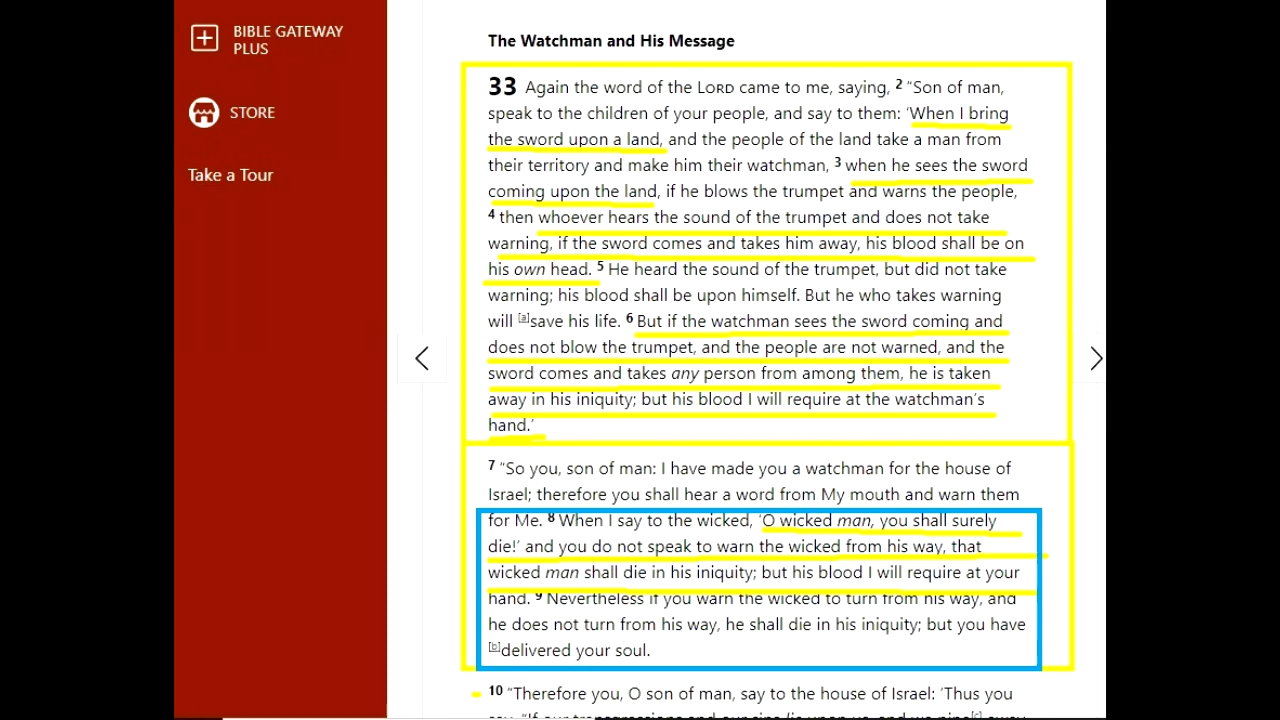 BIBLE GATEWAY
PLUS
STORE
Take a Tour
The Watchman and His Message
33 Again the word of the LORD came to me, saying, 2 “Son of man,
speak to the children of your people, and say to them: ‘When I bring
the sword upon a land, and the people of the land take a man from
their territory and make him their watchman, 3 when he sees the sword
coming upon the land, if he blows the trumpet and warns the people,
4 then whoever hears the sound of the trumpet and does not take
warning, if the sword comes and takes him away, his blood shall be on
his own head. 5 He heard the sound of the trumpet, but did not take
warning; his blood shall be upon himself. But he who takes warning
will [a]save his life. 6 But if the watchman sees the sword coming and
does not blow the trumpet, and the people are not warned, and the
sword comes and takes any person from among them, he is taken
away in his iniquity; but his blood I will require at the watchman’s
hand.’
7 “So you, son of man: I have made you a watchman for the house of
Israel; therefore you shall hear a word from My mouth and warn them
for Me. 8 When I say to the wicked, ‘O wicked man, you shall surely
die!’ and you do not speak to warn the wicked from his way, that
wicked man shall die in his iniquity; but his blood I will require at your
hand. 9 Nevertheless if you warn the wicked to turn from his way, and
he does not turn from his way, he shall die in his iniquity; but you have
[b]delivered your soul.
10 “Therefore you, O son of man, say to the house of Israel: ‘Thus you
say, “If our transgressions and our sins lie upon us, and we pine[c] away